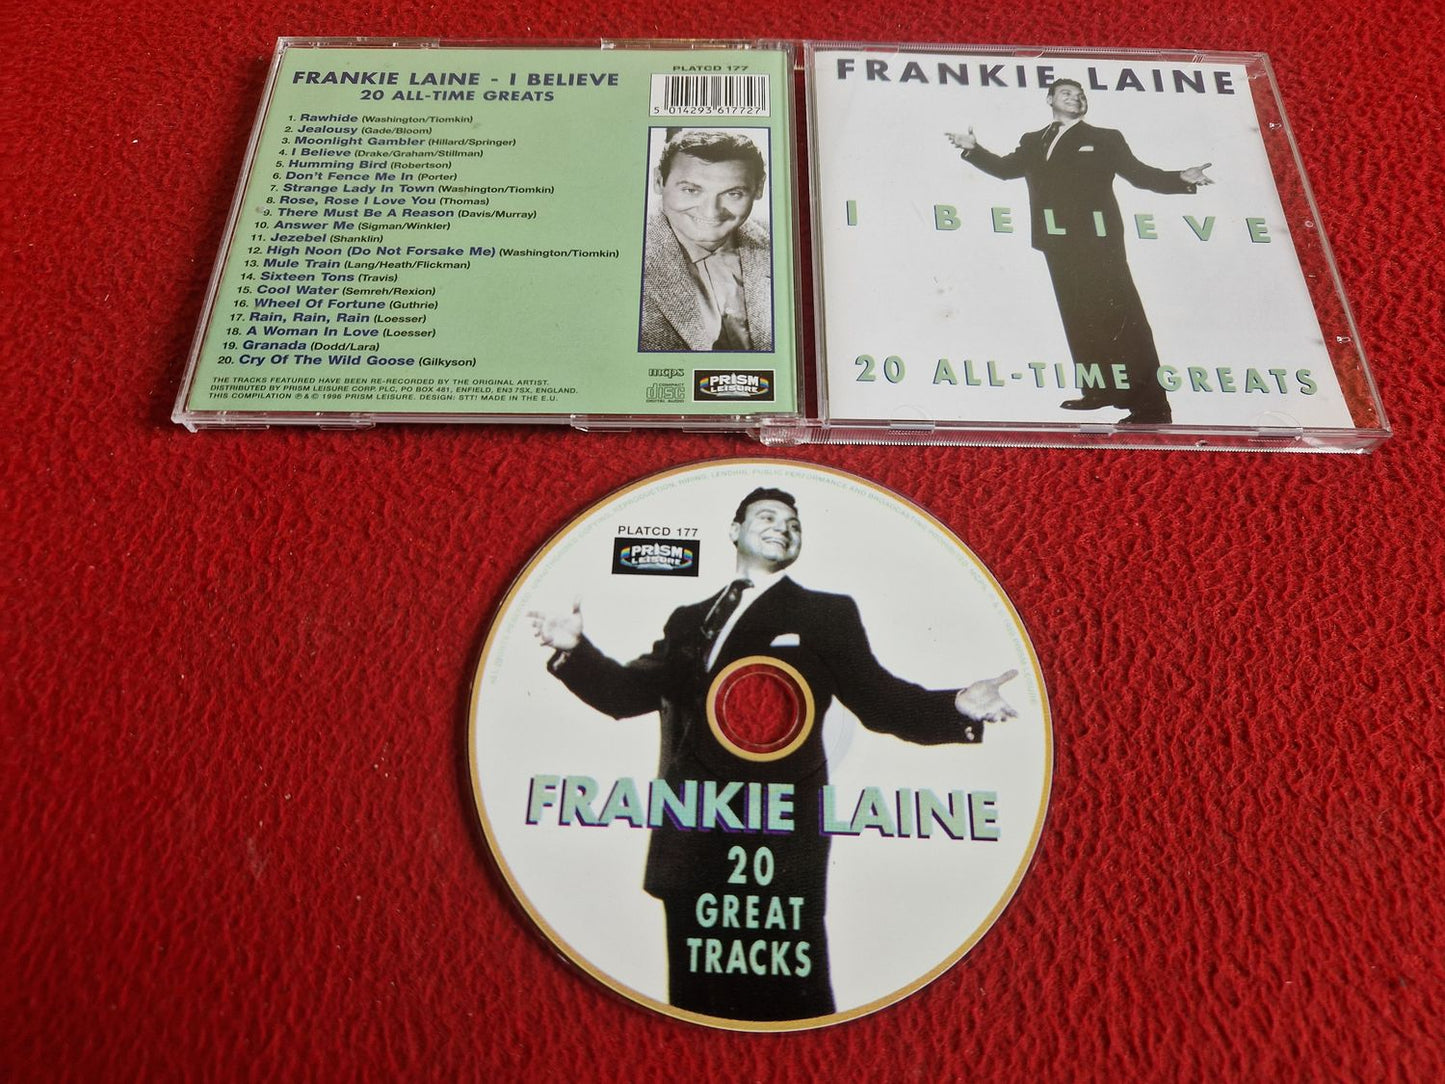 FRANKIE LAINE - I BELIEVE
20 ALL-TIME GREATS
PLATCD 177
5 014293 617727
1. Rawhide (Washington/Tiomkin)
2. Jealousy (Gade/Bloom)
3. Moonlight Gambler (Hillard/Springer)
4. I Believe (Drake/Graham/Stillman)
5. Humming Bird (Robertson)
6. Don't Fence Me In (Porter)
7. Strange Lady In Town (Washington/Tiomkin)
8. Rose, Rose I Love You (Thomas)
9. There Must Be A Reason (Davis/Murray)
10. Answer Me (Sigman/Winkler)
11. Jezebel (Shanklin)
12. High Noon (Do Not Forsake Me) (Washington/Tiomkin)
13. Mule Train (Lang/Heath/Flickman)
14. Sixteen Tons (Travis)
15. Cool Water (Semreh/Rexion)
16. Wheel Of Fortune (Guthrie)
17. Rain, Rain, Rain (Loesser)
18. A Woman In Love (Loesser)
19. Granada (Dodd/Lara)
20. Cry Of The Wild Goose (Gilkyson)
THE TRACKS FEATURED HAVE BEEN RE-RECORDED BY THE ORIGINAL ARTIST.
DISTRIBUTED BY PRISM LEISURE CORP. PLC, PO BOX 481, ENFIELD, EN3 7SX, ENGLAND.
THIS COMPILATION ℗ & © 1996 PRISM LEISURE. DESIGN: STT! MADE IN THE E.U.
mcps
COMPACT
disc
DIGITAL AUDIO
PRISM
LEISURE
FRANKIE LAINE
I BELIEVE
20 ALL-TIME GREATS
PLATCD 177
PRISM
LEISURE
FRANKIE LAINE
20
GREAT
TRACKS